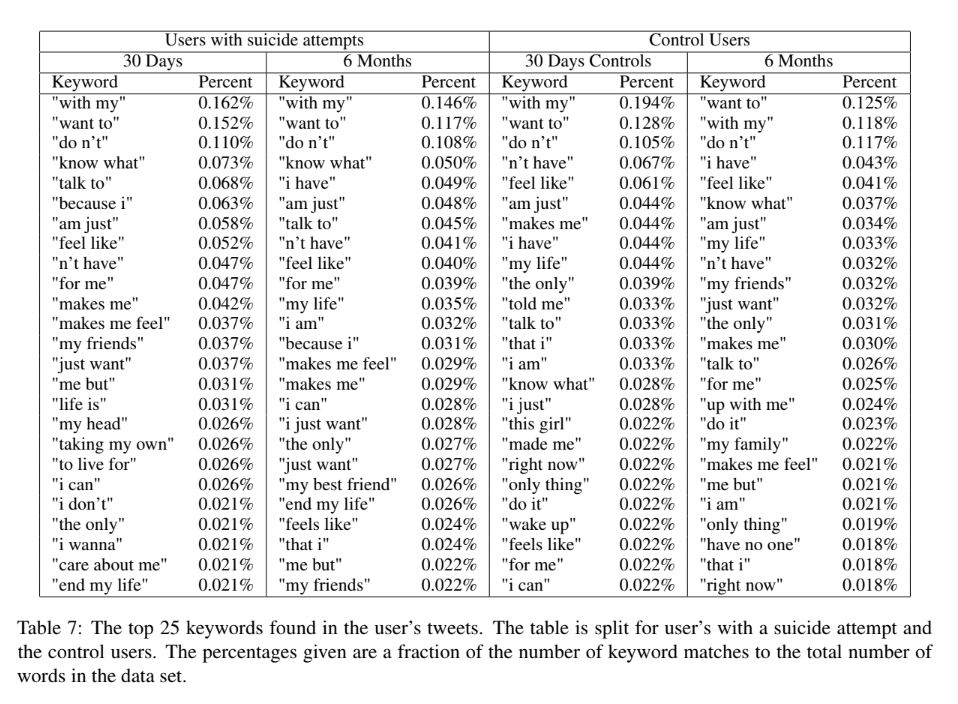 Users with suicide attempts Control Users
30 Days 6 Months 30 Days Controls 6 Months
Keyword Percent Keyword Percent Keyword Percent Keyword Percent
"with my" 0.162% "with my" 0.146% "with my" 0.194% "want to" 0.125%
"want to" 0.152% "want to" 0.117% "want to" 0.128% "with my" 0.118%
"do n’t" 0.110% "do n’t" 0.108% "do n’t" 0.105% "do n’t" 0.117%
"know what" 0.073% "know what" 0.050% "n’t have" 0.067% "i have" 0.043%
"talk to" 0.068% "i have" 0.049% "feel like" 0.061% "feel like" 0.041%
"because i" 0.063% "am just" 0.048% "am just" 0.044% "know what" 0.037%
"am just" 0.058% "talk to" 0.045% "makes me" 0.044% "am just" 0.034%
"feel like" 0.052% "n’t have" 0.041% "i have" 0.044% "my life" 0.033%
"n’t have" 0.047% "feel like" 0.040% "my life" 0.044% "n’t have" 0.032%
"for me" 0.047% "for me" 0.039% "the only" 0.039% "my friends" 0.032%
"makes me" 0.042% "my life" 0.035% "told me" 0.033% "just want" 0.032%
"makes me feel" 0.037% "i am" 0.032% "talk to" 0.033% "the only" 0.031%
"my friends" 0.037% "because i" 0.031% "that i" 0.033% "makes me" 0.030%
"just want" 0.037% "makes me feel" 0.029% "i am" 0.033% "talk to" 0.026%
"me but" 0.031% "makes me" 0.029% "know what" 0.028% "for me" 0.025%
"life is" 0.031% "i can" 0.028% "i just" 0.028% "up with me" 0.024%
"my head" 0.026% "i just want" 0.028% "this girl" 0.022% "do it" 0.023%
"taking my own" 0.026% "the only" 0.027% "made me" 0.022% "my family" 0.022%
"to live for" 0.026% "just want" 0.027% "right now" 0.022% "makes me feel" 0.021%
"i can" 0.026% "my best friend" 0.026% "only thing" 0.022% "me but" 0.021%
"i don’t" 0.021% "end my life" 0.026% "do it" 0.022% "i am" 0.021%
"the only" 0.021% "feels like" 0.024% "wake up" 0.022% "only thing" 0.019%
"i wanna" 0.021% "that i" 0.024% "feels like" 0.022% "have no one" 0.018%
"care about me" 0.021% "me but" 0.022% "for me" 0.022% "that i" 0.018%
"end my life" 0.021% "my friends" 0.022% "i can" 0.022% "right now" 0.018%
Table 7: The top 25 keywords found in the user’s tweets. The table is split for user’s with a suicide attempt and
the control users. The percentages given are a fraction of the number of keyword matches to the total number of
words in the data set.